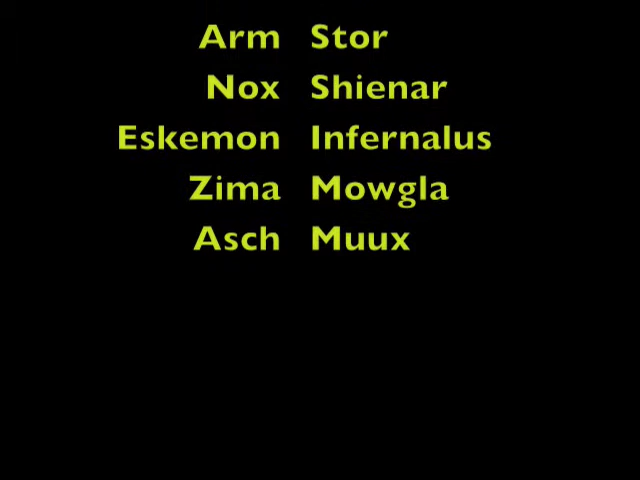 Arm Stor
Nox Shienar
Eskemon Infernalus
Zima Mowgla
Asch Muux